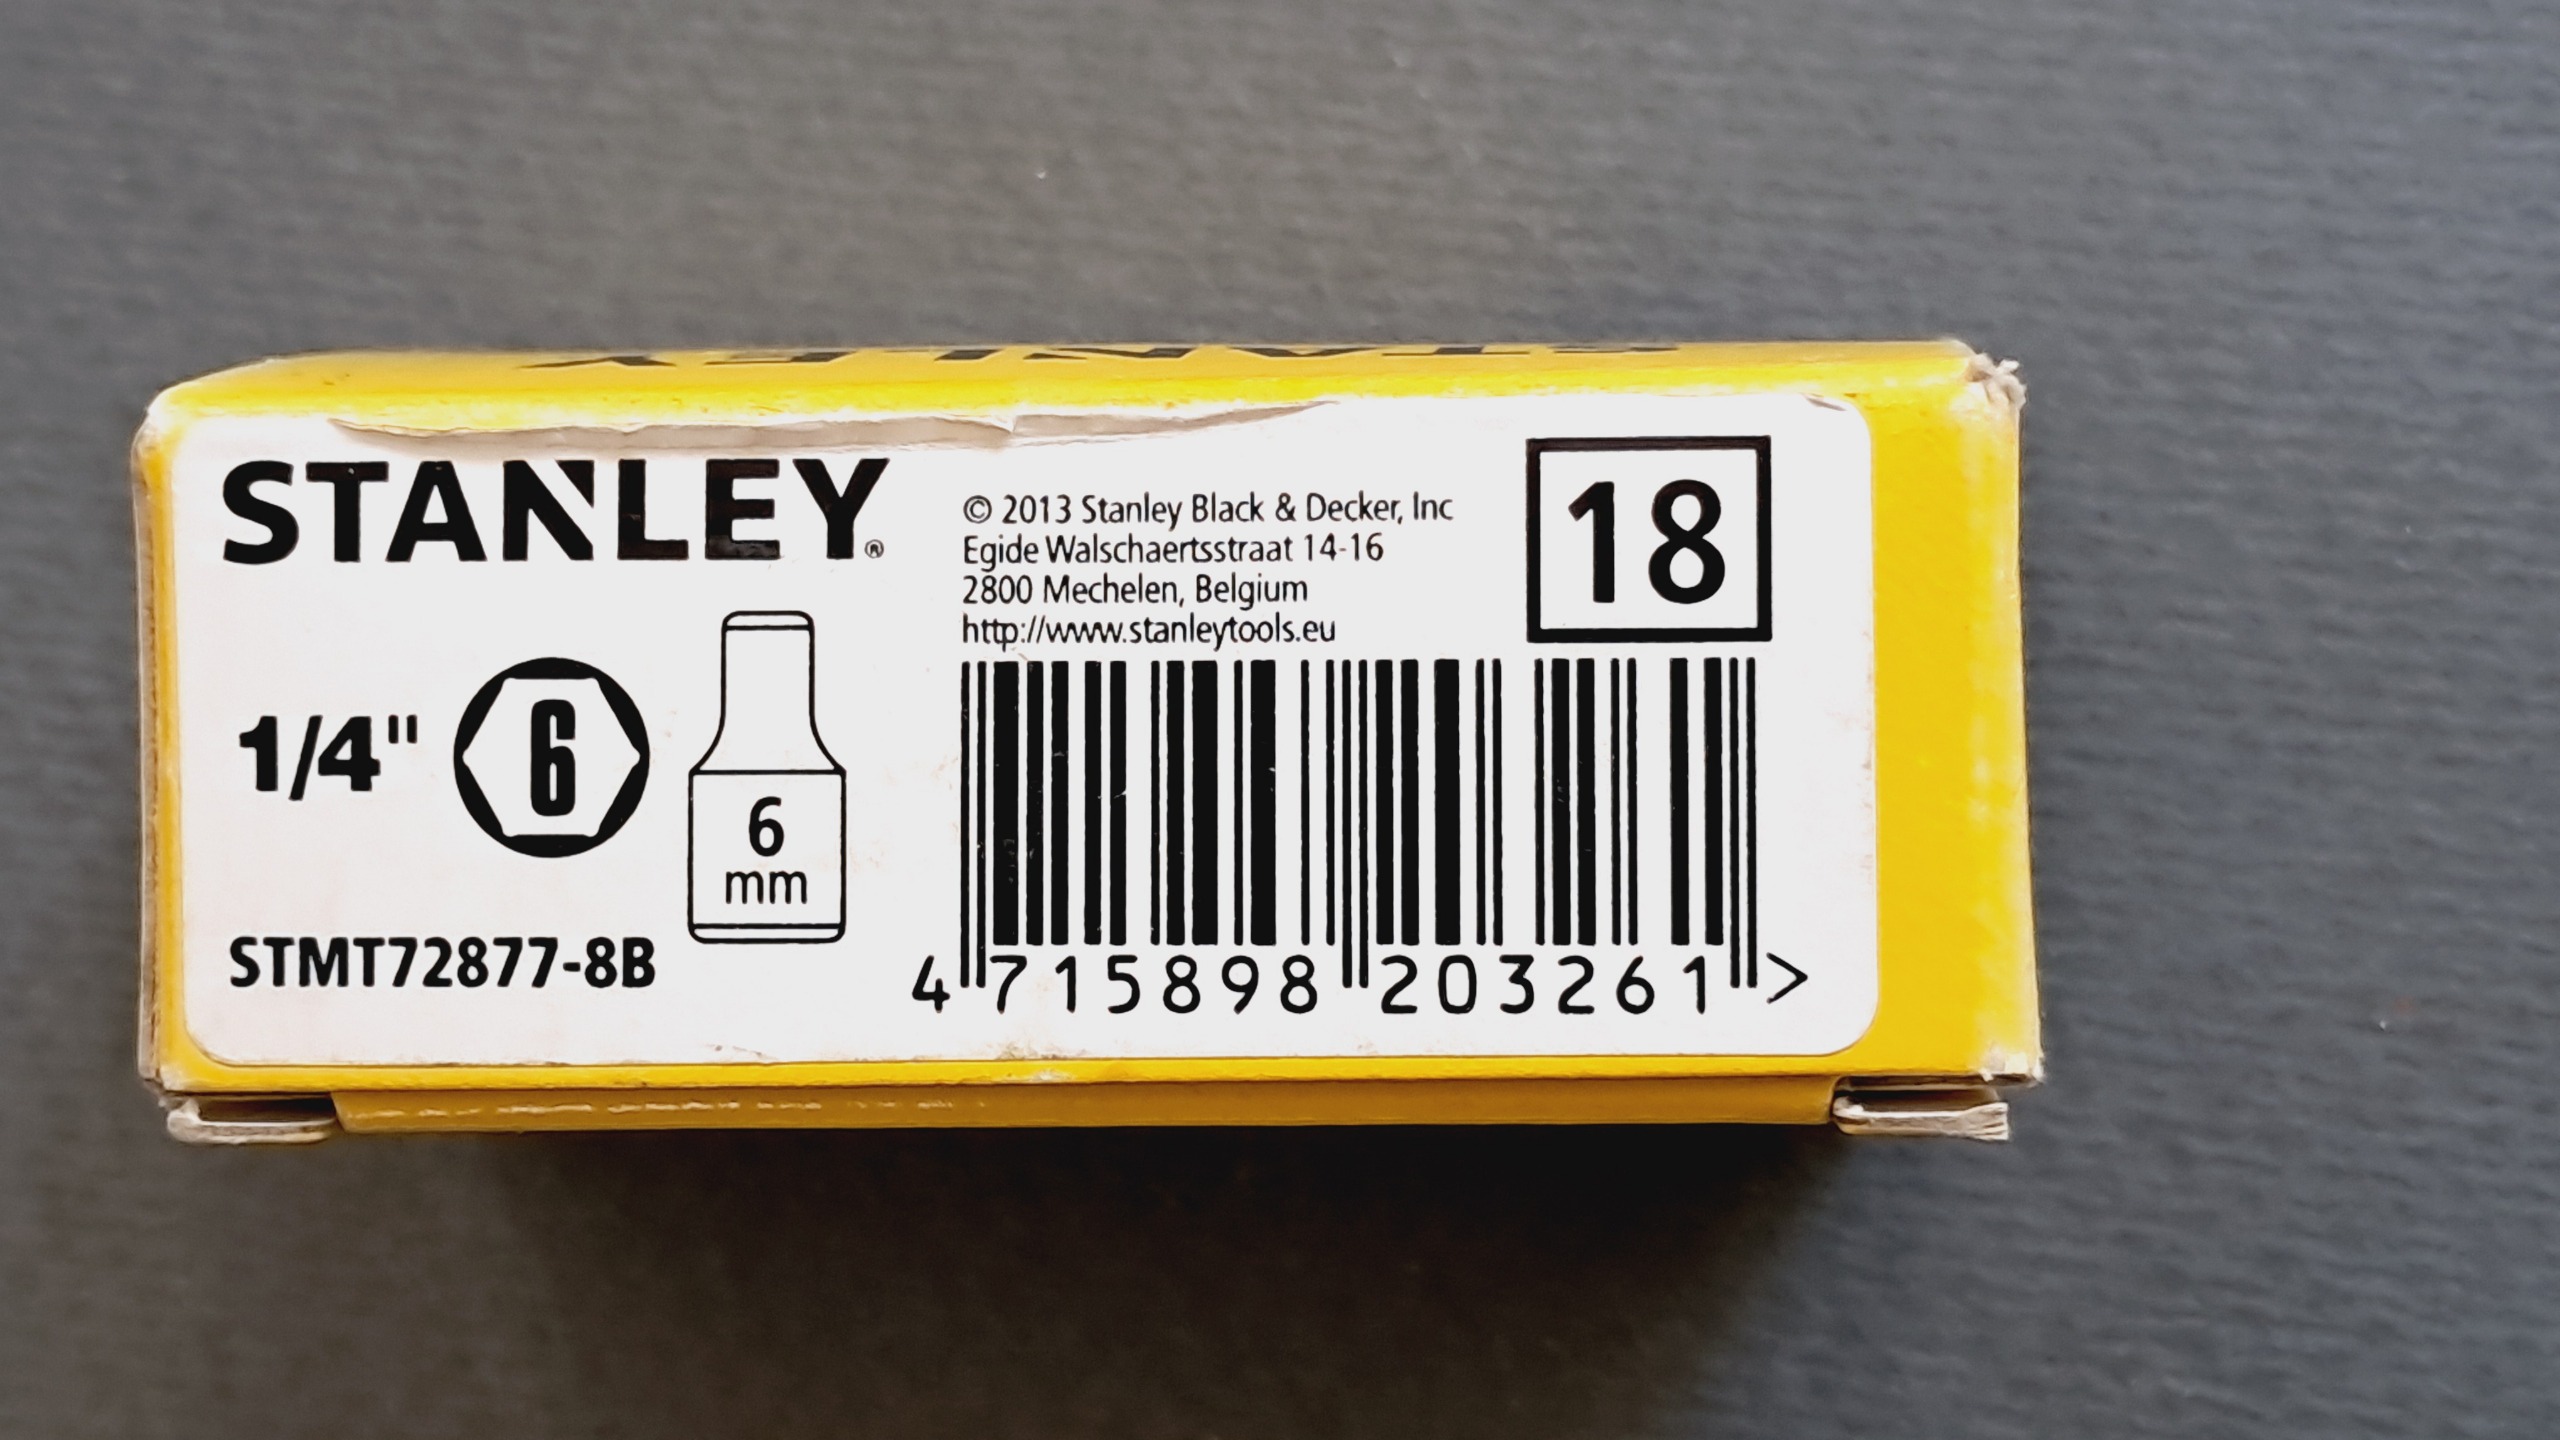 STANLEY
STANLEY®
© 2013 Stanley Black & Decker, Inc
Egide Walschaertsstraat 14-16
2800 Mechelen, Belgium
http://www.stanleytools.eu
18
1/4"
6
6
mm
STMT72877-8B
4 715898 203261 >